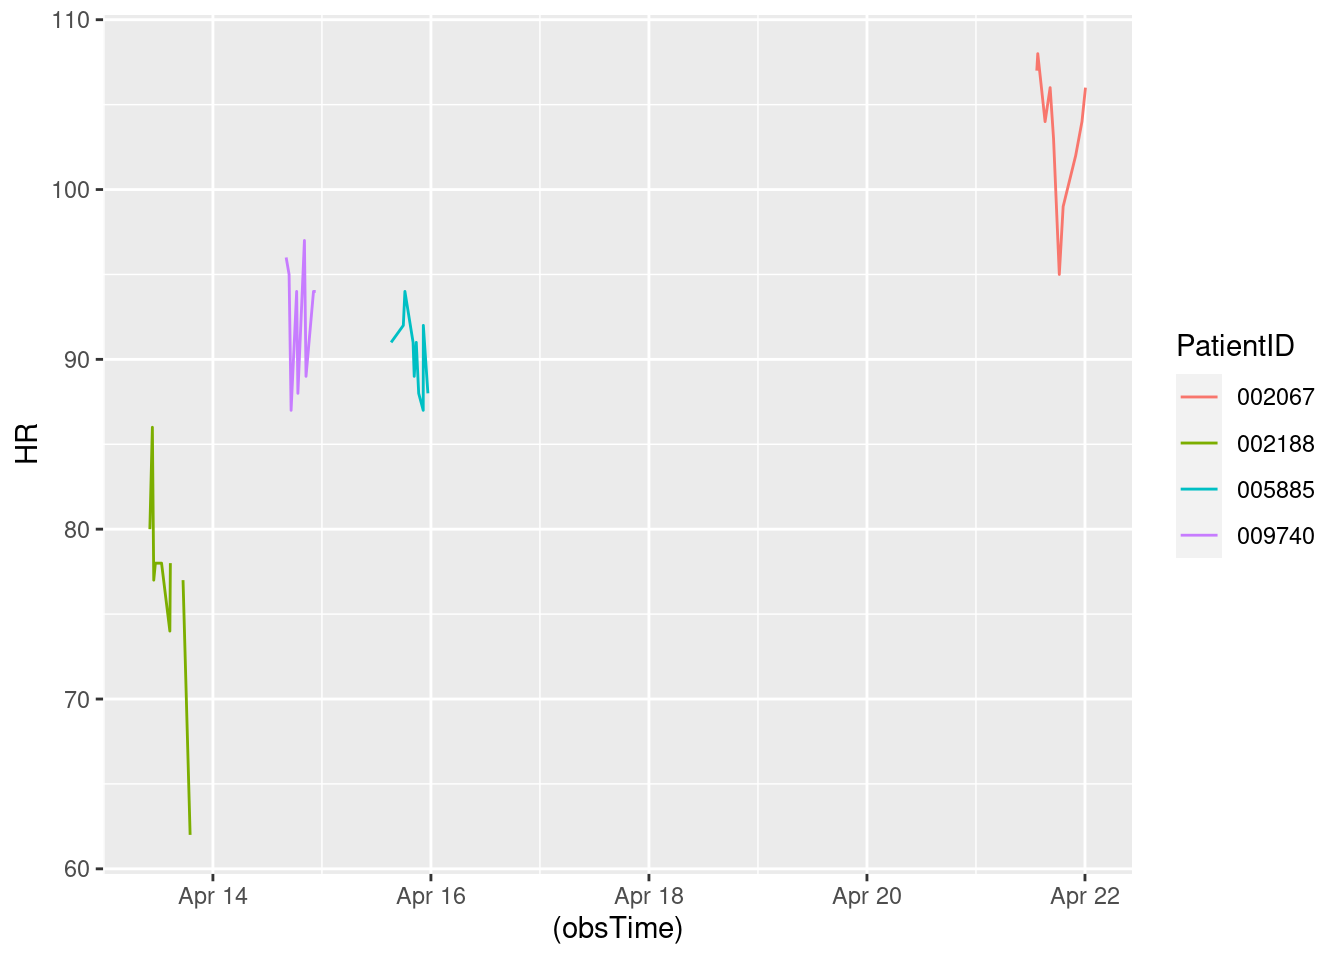 110
100
90
80
70
60
HR
Apr 14
Apr 16
Apr 18
Apr 20
Apr 22
(obsTime)
PatientID
002067
002188
005885
009740